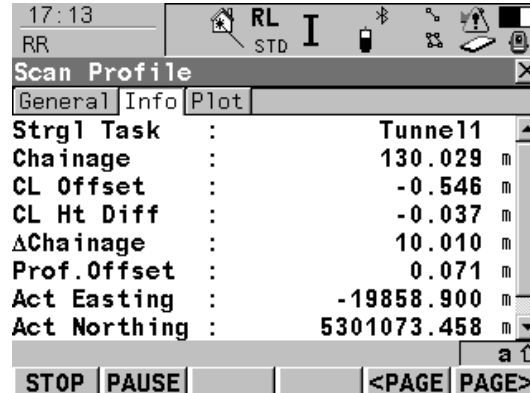 17:13
RR
RL
STD
I
Scan Profile
X
General Info Plot
Strgl Task : Tunnel1
Chainage : 130.029 m
CL Offset : -0.546 m
CL Ht Diff : -0.037 m
ΔChainage : 10.010 m
Prof.Offset : 0.071 m
Act Easting : -19858.900 m
Act Northing : 5301073.458 m
a
STOP PAUSE <PAGE PAGE>